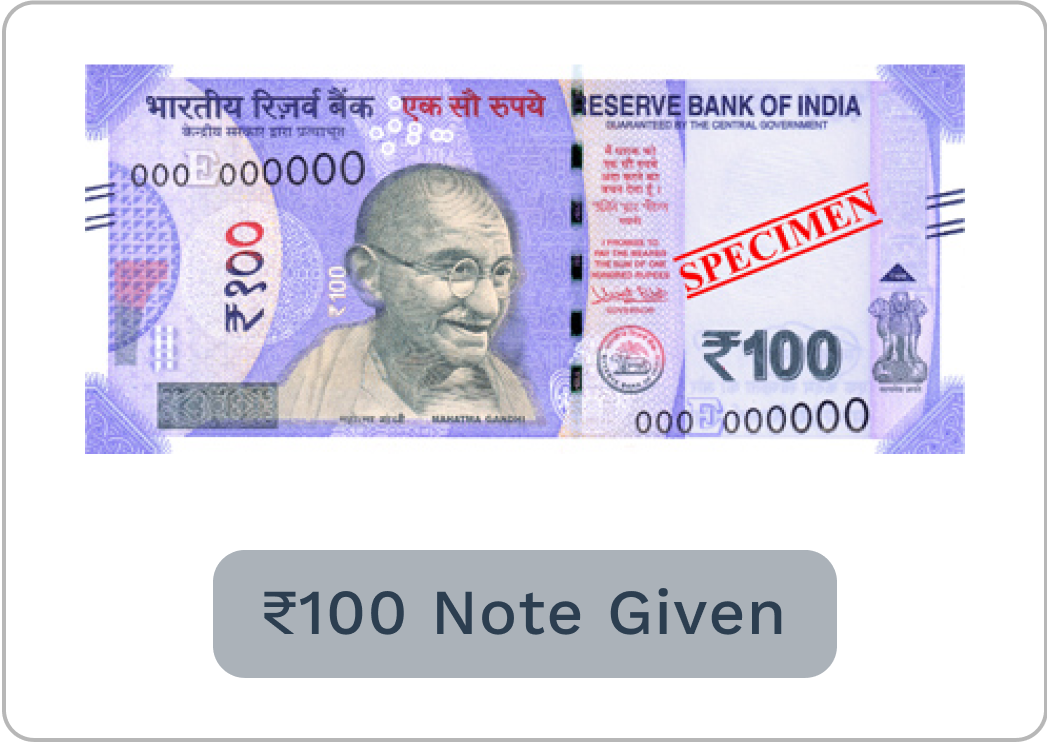 भारतीय रिज़र्व बैंक एक सौ रुपये
केन्द्रीय सरकार द्वारा प्रत्याभूत
000E000000
₹१००
₹100
महात्मा गांधी MAHATMA GANDHI
RESERVE BANK OF INDIA
GUARANTEED BY THE CENTRAL GOVERNMENT
मैं धारक को
एक सौ रुपये
अदा करने का
वचन देता हूँ ।
I PROMISE TO
PAY THE BEARER
THE SUM OF ONE
HUNDRED RUPEES
GOVERNOR
SPECIMEN
₹100
000E000000
₹100 Note Given